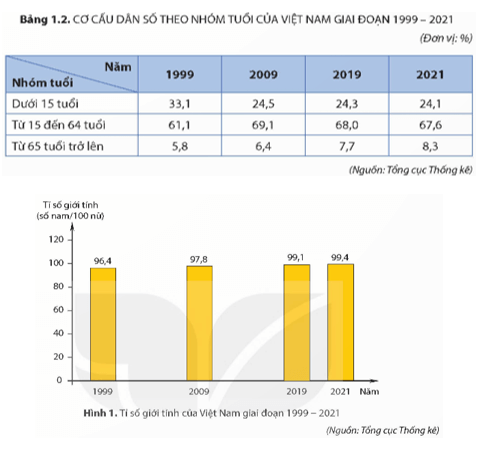 Bảng 1.2. CƠ CẤU DÂN SỐ THEO NHÓM TUỔI CỦA VIỆT NAM GIAI ĐOẠN 1999 – 2021
(Đơn vị: %)
Năm
Nhóm tuổi
1999 2009 2019 2021
Dưới 15 tuổi 33,1 24,5 24,3 24,1
Từ 15 đến 64 tuổi 61,1 69,1 68,0 67,6
Từ 65 tuổi trở lên 5,8 6,4 7,7 8,3
(Nguồn: Tổng cục Thống kê)
Tỉ số giới tính
(số nam/100 nữ)
120
100
80
60
40
20
0
96,4 97,8 99,1 99,4
1999 2009 2019 2021 Năm
Hình 1. Tỉ số giới tính của Việt Nam giai đoạn 1999 – 2021
(Nguồn: Tổng cục Thống kê)